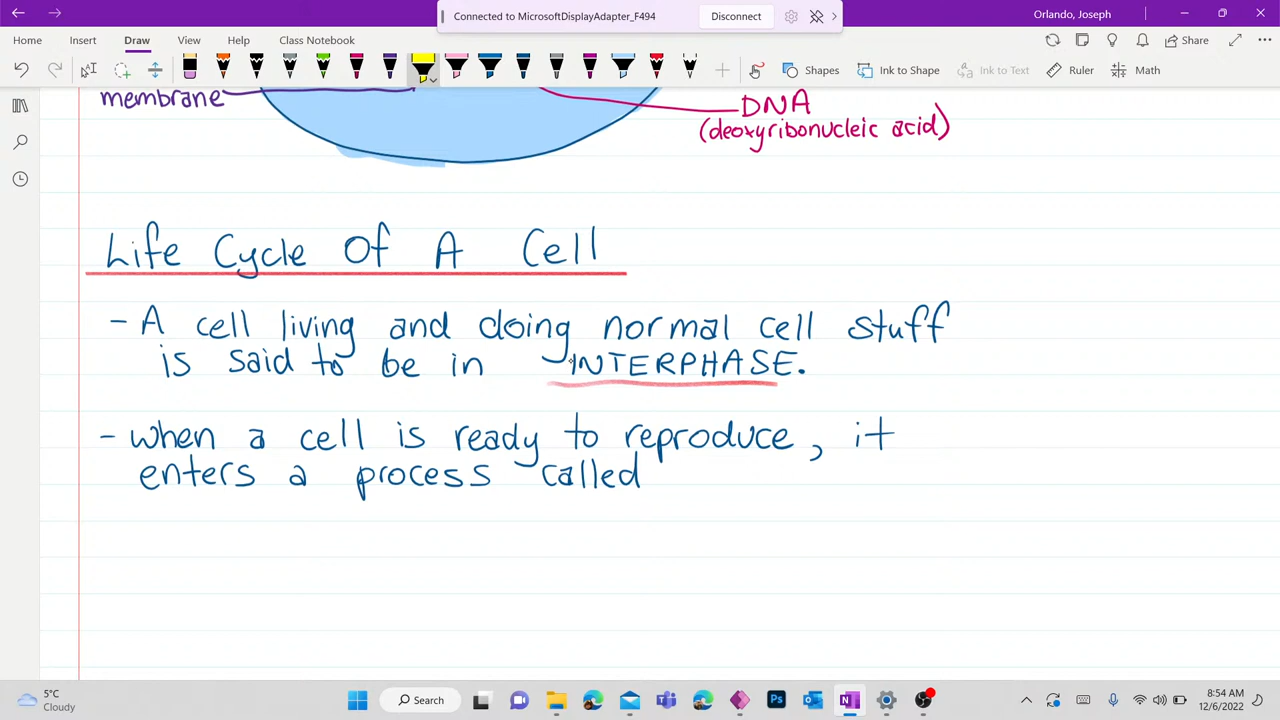 Connected to MicrosoftDisplayAdapter_F494
Disconnect
Orlando, Joseph
Home Insert Draw View Help Class Notebook
Share
Shapes Ink to Shape Ink to Text Ruler Math
membrane
DNA
(deoxyribonucleic acid)
Life Cycle Of A Cell
- A cell living and doing normal cell stuff
is said to be in INTERPHASE.
- when a cell is ready to reproduce, it
enters a process called
5°C
Cloudy
Search
8:54 AM
12/6/2022